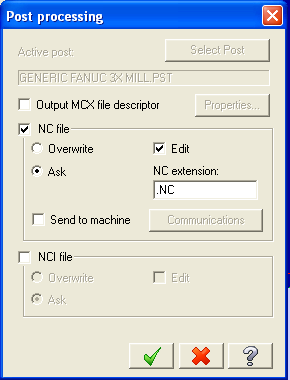 Post processing
Active post:
Select Post
GENERIC FANUC 3X MILL.PST
Output MCX file descriptor
Properties...
NC file
Overwrite
Edit
Ask
NC extension:
.NC
Send to machine
Communications
NCI file
Overwrite
Edit
Ask